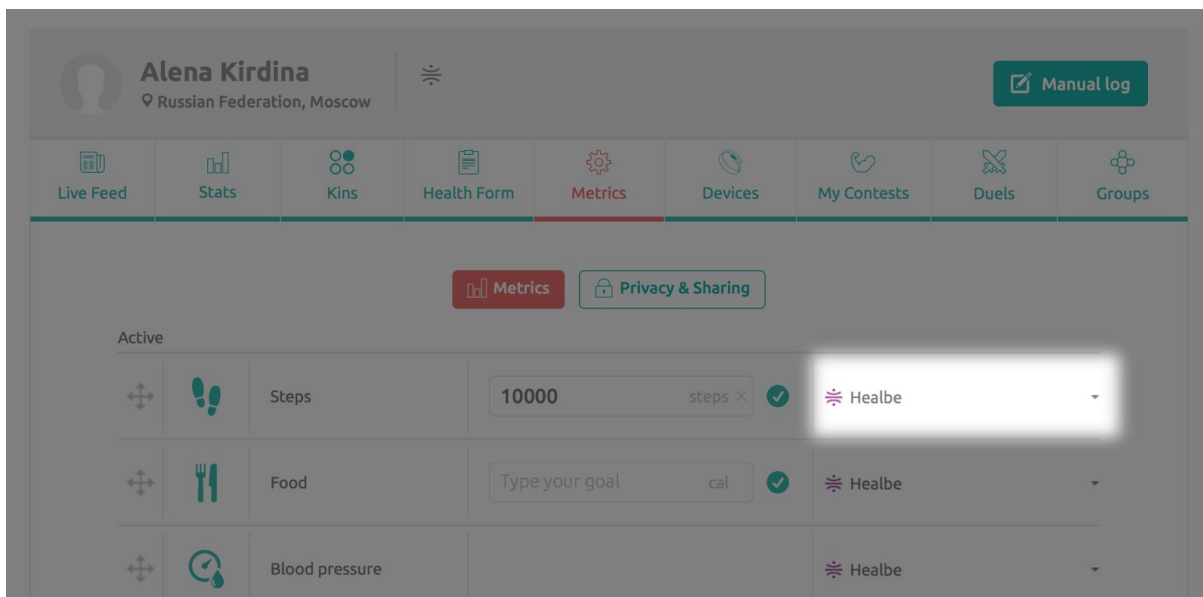 Alena Kirdina
Russian Federation, Moscow
Manual log
Live Feed
Stats
Kins
Health Form
Metrics
Devices
My Contests
Duels
Groups
Metrics
Privacy & Sharing
Active
Steps
10000 steps
Healbe
Food
Type your goal cal
Healbe
Blood pressure
Healbe